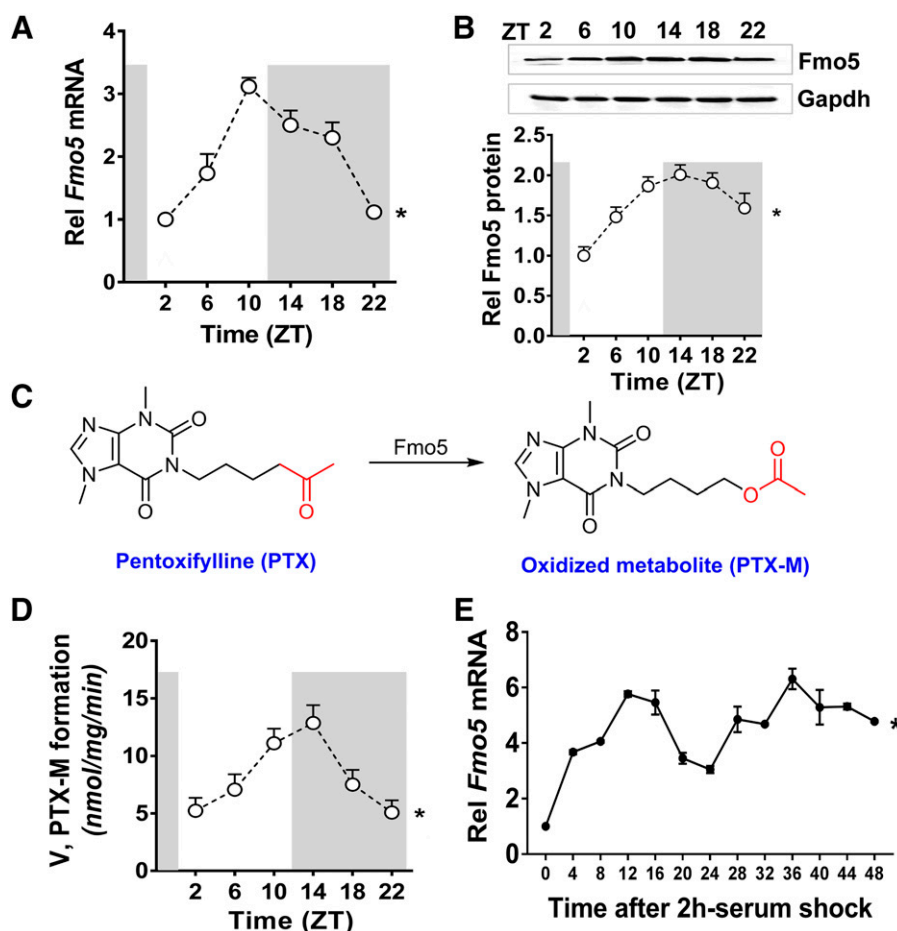 A
Rel Fmo5 mRNA
4
3
2
1
0
*
2 6 10 14 18 22
Time (ZT)
B
ZT 2 6 10 14 18 22
Fmo5
Gapdh
Rel Fmo5 protein
2.5
2.0
1.5
1.0
0.5
0.0
*
2 6 10 14 18 22
Time (ZT)
C
N
N
N
N
O
O
O
Pentoxifylline (PTX)
Fmo5
N
N
N
N
O
O
O
O
Oxidized metabolite (PTX-M)
D
V, PTX-M formation
(nmol/mg/min)
20
15
10
5
0
*
2 6 10 14 18 22
Time (ZT)
E
Rel Fmo5 mRNA
8
6
4
2
0
*
0 4 8 12 16 20 24 28 32 36 40 44 48
Time after 2h-serum shock